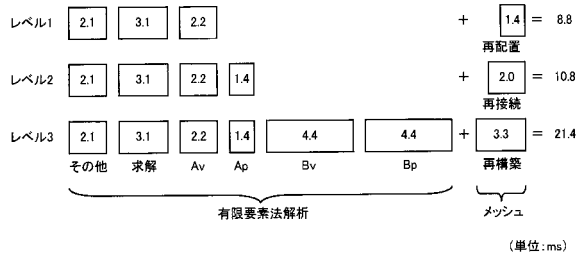 レベル1 2.1 3.1 2.2 + 1.4 = 8.8
再配置
レベル2 2.1 3.1 2.2 1.4 + 2.0 = 10.8
再接続
レベル3 2.1 3.1 2.2 1.4 4.4 4.4 + 3.3 = 21.4
その他 求解 Av Ap Bv Bp 再構築
有限要素法解析 メッシュ
(単位:ms)